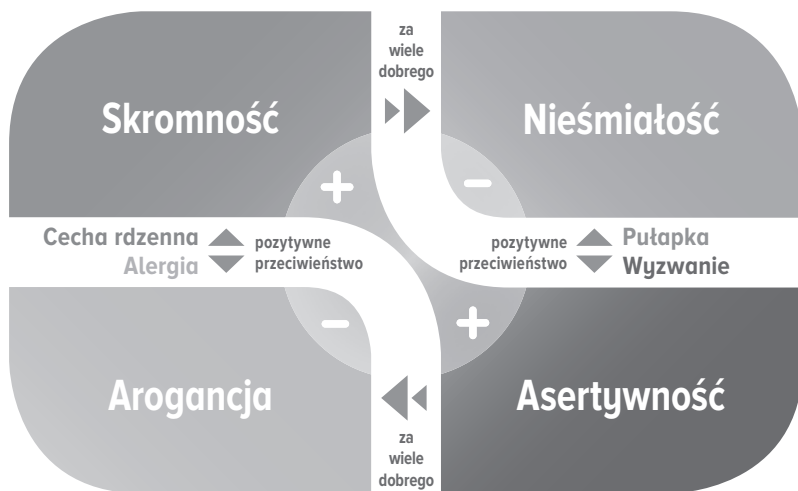 za
wiele
dobrego
Skromność
Nieśmiałość
Cecha rdzenna
Alergia
pozytywne
przeciwieństwo
pozytywne
przeciwieństwo
Pułapka
Wyzwanie
Arogancja
Asertywność
za
wiele
dobrego